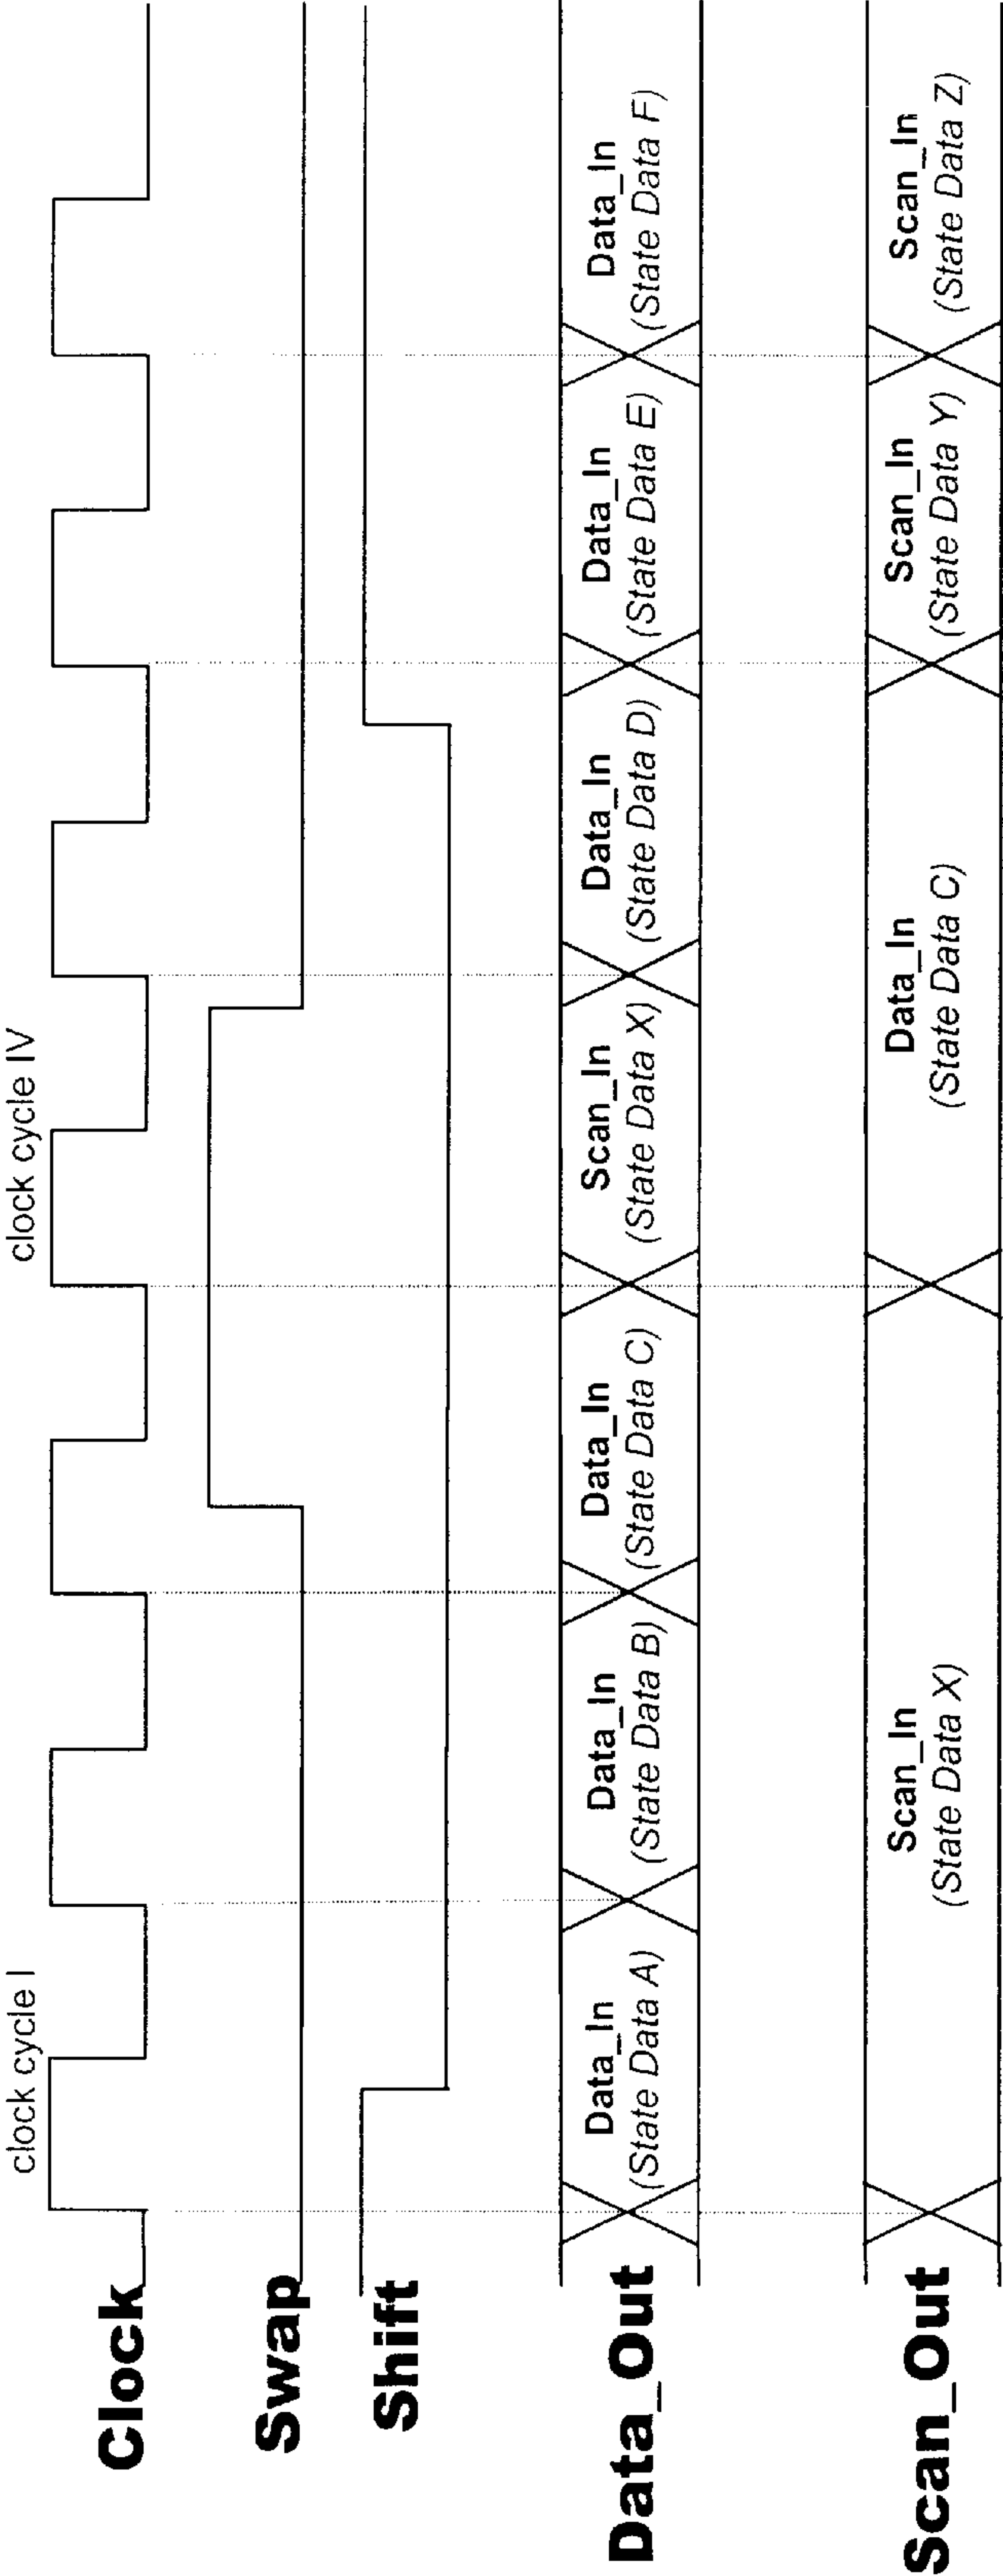 clock cycle I
clock cycle IV
Clock
Swap
Shift
Data_Out
Data_In
(State Data A)
Data_In
(State Data B)
Data_In
(State Data C)
Scan_In
(State Data X)
Data_In
(State Data D)
Data_In
(State Data E)
Data_In
(State Data F)
Scan_Out
Scan_In
(State Data X)
Data_In
(State Data C)
Scan_In
(State Data Y)
Scan_In
(State Data Z)